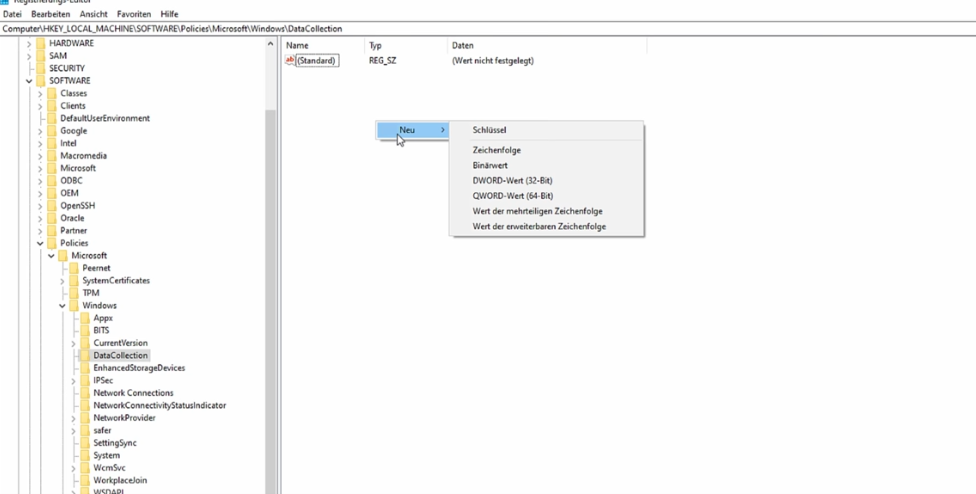 Registrierungs-Editor
Datei Bearbeiten Ansicht Favoriten Hilfe
Computer\HKEY_LOCAL_MACHINE\SOFTWARE\Policies\Microsoft\Windows\DataCollection
HARDWARE
SAM
SECURITY
SOFTWARE
Classes
Clients
DefaultUserEnvironment
Google
Intel
Macromedia
Microsoft
ODBC
OEM
OpenSSH
Oracle
Partner
Policies
Microsoft
Peernet
SystemCertificates
TPM
Windows
Appx
BITS
CurrentVersion
DataCollection
EnhancedStorageDevices
IPSec
Network Connections
NetworkConnectivityStatusIndicator
NetworkProvider
safer
SettingSync
System
WcmSvc
WorkplaceJoin
WSDAPI
Name Typ Daten
ab (Standard) REG_SZ (Wert nicht festgelegt)
Neu
Schlüssel
Zeichenfolge
Binärwert
DWORD-Wert (32-Bit)
QWORD-Wert (64-Bit)
Wert der mehrteiligen Zeichenfolge
Wert der erweiterbaren Zeichenfolge